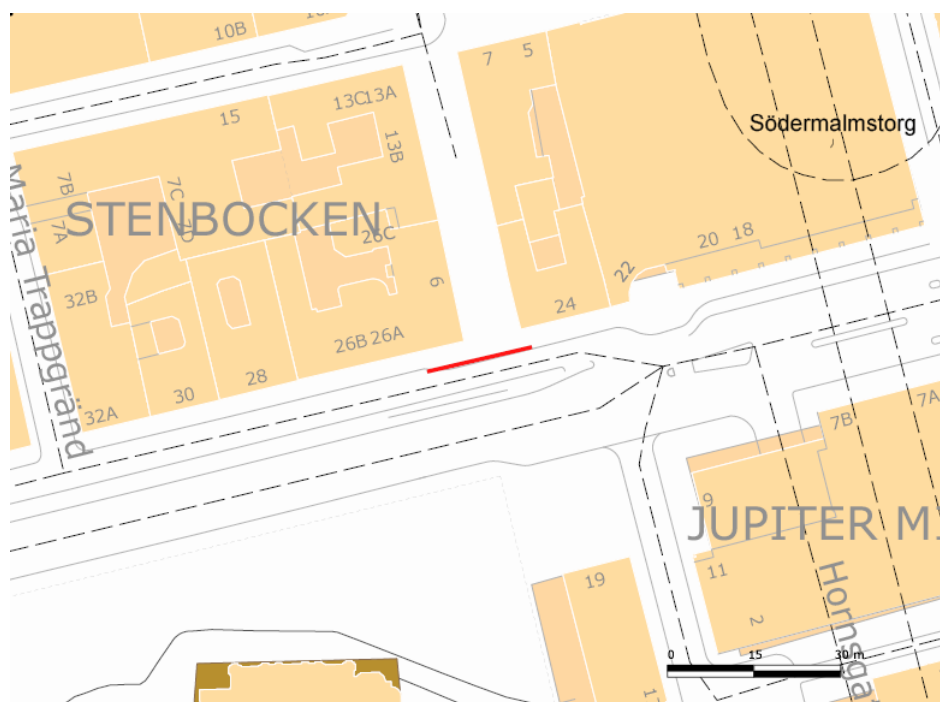 10B
7
5
15
13C
13A
13B
Södermalmstorg
7B
7C
7A
7D
STENBOCKEN
26C
Maria Trappgränd
32B
6
20
18
22
24
26B
26A
28
30
32A
7A
7B
9
JUPITER M
11
19
2
Hornsga
0
15
30 m.